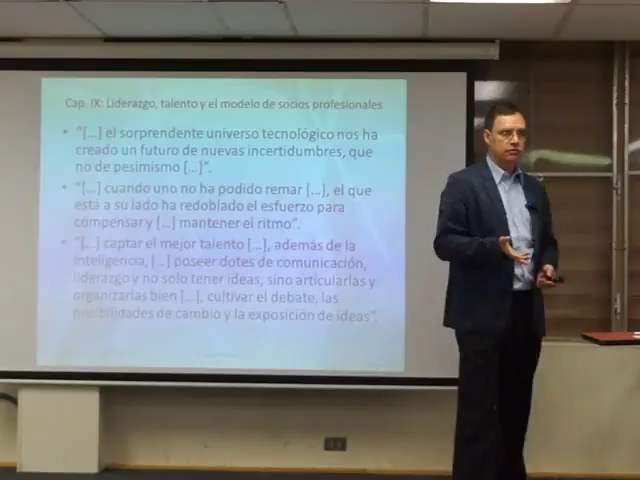 Cap. IX: Liderazgo, talento y el modelo de socios profesionales
• "[...] el sorprendente universo tecnológico nos ha
creado un futuro de nuevas incertidumbres, que
no de pesimismo [...]".
• "[...] cuando uno no ha podido remar [...], el que
está a su lado ha redoblado el esfuerzo para
compensar y [...] mantener el ritmo".
• "[...] captar el mejor talento [...], además de la
inteligencia, [...] poseer dotes de comunicación,
liderazgo y no solo tener ideas, sino articularlas y
organizarlas bien [...], cultivar el debate, las
posibilidades de cambio y la exposición de ideas".